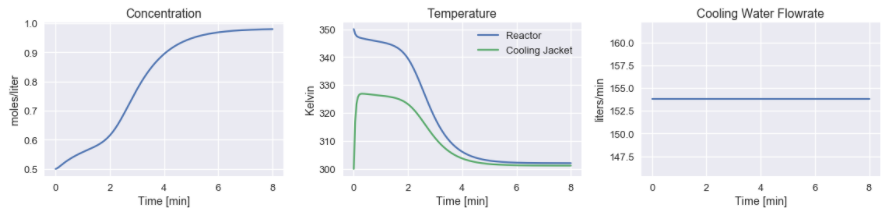 Concentration
moles/liter
1.0
0.9
0.8
0.7
0.6
0.5
0 2 4 6 8
Time [min]
Temperature
Kelvin
350
340
330
320
310
300
Reactor
Cooling Jacket
0 2 4 6 8
Time [min]
Cooling Water Flowrate
liters/min
160.0
157.5
155.0
152.5
150.0
147.5
0 2 4 6 8
Time [min]